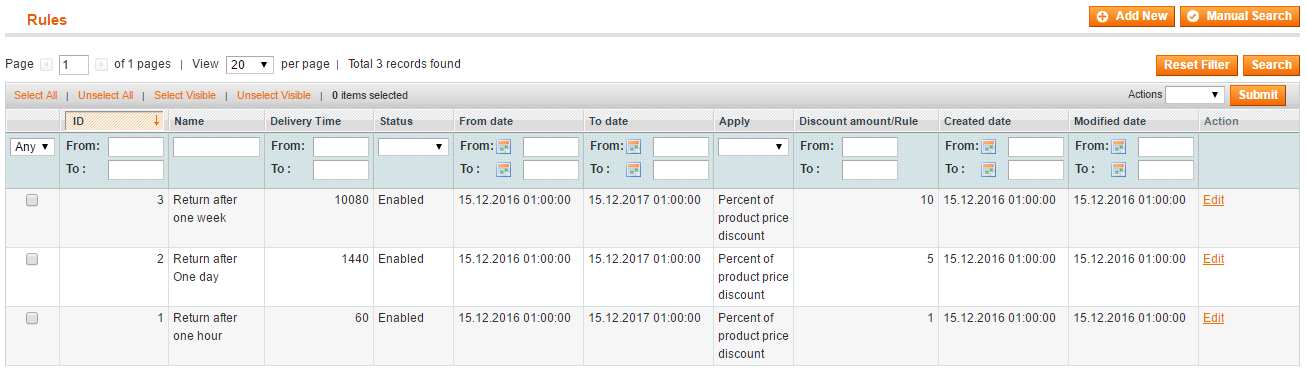 Rules
Add New Manual Search
Page 1 of 1 pages | View 20 per page | Total 3 records found
Reset Filter Search
Select All | Unselect All | Select Visible | Unselect Visible | 0 items selected
Actions Submit
ID Name Delivery Time Status From date To date Apply Discount amount/Rule Created date Modified date Action
Any From: From: From: From: From: From: From:
To : To : To : To : To : To : To :
3 Return after 10080 Enabled 15.12.2016 01:00:00 15.12.2017 01:00:00 Percent of 10 15.12.2016 01:00:00 15.12.2016 01:00:00 Edit
one week product price
discount
2 Return after 1440 Enabled 15.12.2016 01:00:00 15.12.2017 01:00:00 Percent of 5 15.12.2016 01:00:00 15.12.2016 01:00:00 Edit
One day product price
discount
1 Return after 60 Enabled 15.12.2016 01:00:00 15.12.2017 01:00:00 Percent of 1 15.12.2016 01:00:00 15.12.2016 01:00:00 Edit
one hour product price
discount